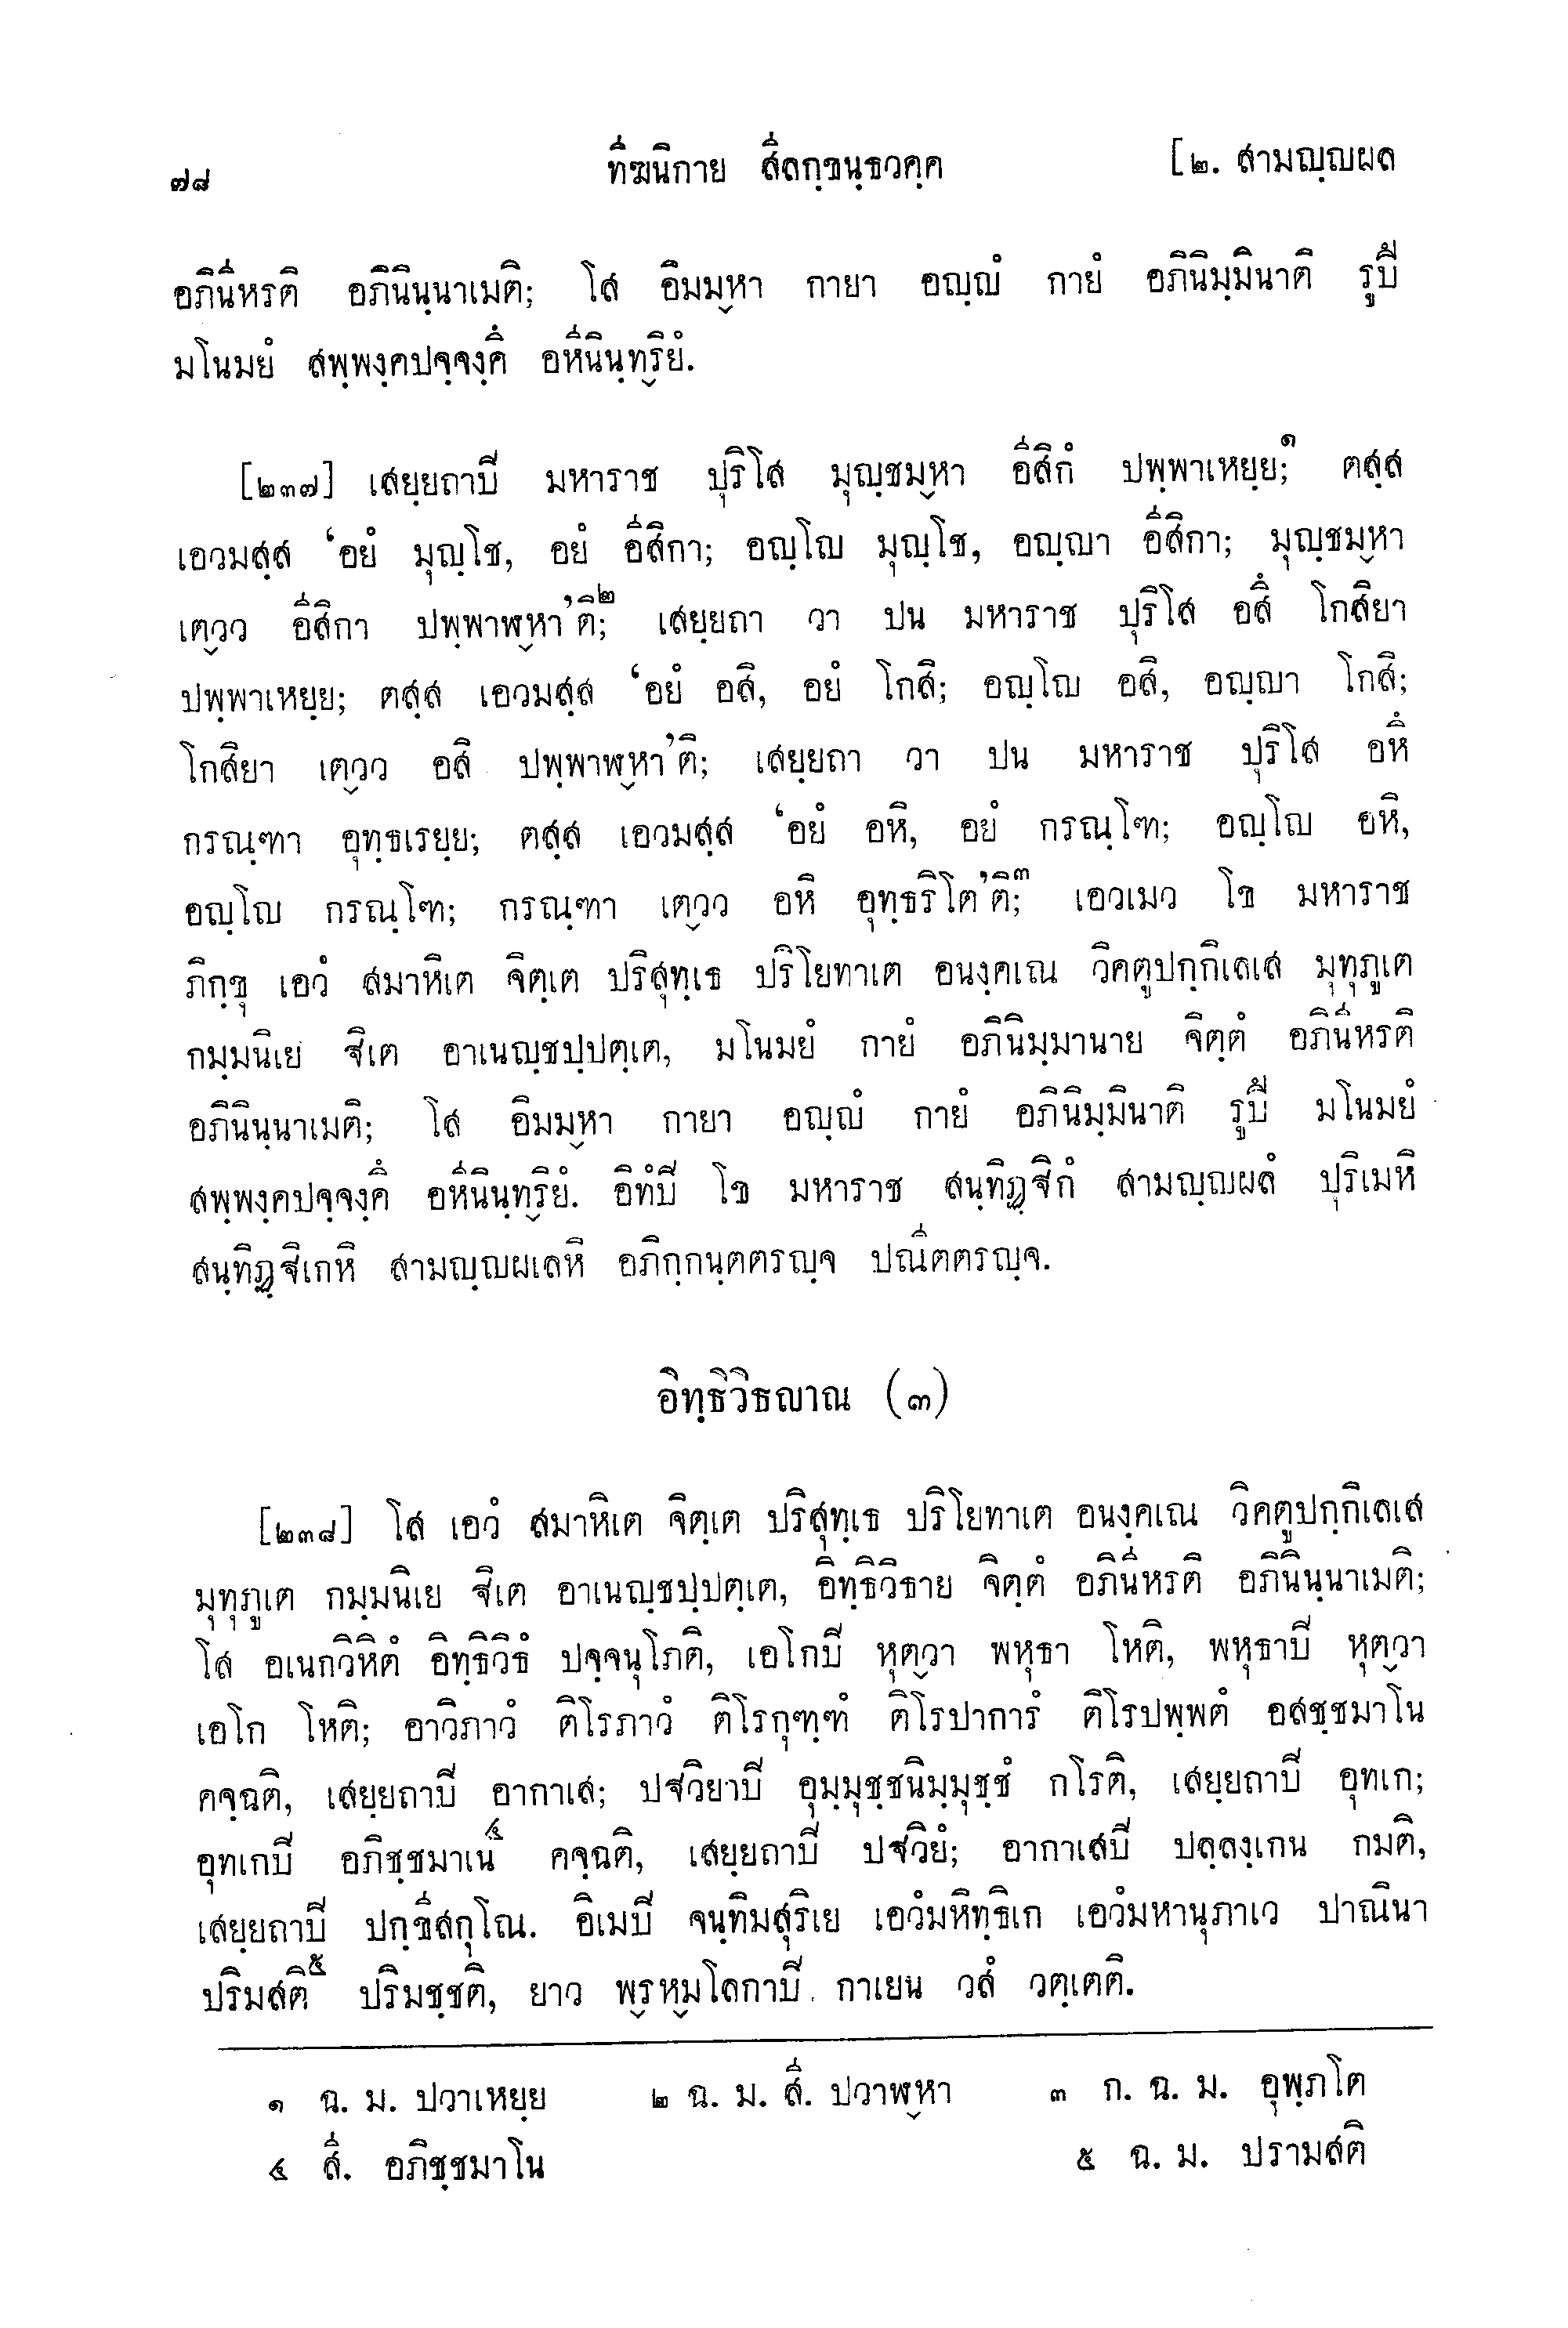 ๗๘ ทีฆนิกาย สีลกฺขนฺธวคฺค [๒. สามญฺญผล
อภินีหรติ อภินินฺนาเมติ; โส อิมมฺหา กายา อญฺญํ กายํ อภินิมฺมินาติ รูปึ
มโนมยํ สพฺพงฺคปจฺจงฺคึ อหีนินฺทฺริยํ.
[๒๓๗] เสยฺยถาปิ มหาราช ปุริโส มุญฺชมฺหา อีสิกํ ปพฺพาเหยฺย;๑ ตสฺส
เอวมสฺส ‘อยํ มุญฺโช, อยํ อีสิกา; อญฺโญ มุญฺโช, อญฺญา อีสิกา; มุญฺชมฺหา
เตฺวว อีสิกา ปพฺพาฬฺหา’ติ;๒ เสยฺยถา วา ปน มหาราช ปุริโส อสึ โกสิยา
ปพฺพาเหยฺย; ตสฺส เอวมสฺส ‘อยํ อสิ, อยํ โกสิ; อญฺโญ อสิ, อญฺญา โกสิ;
โกสิยา เตฺวว อสิ ปพฺพาฬฺหา’ติ; เสยฺยถา วา ปน มหาราช ปุริโส อหึ
กรณฺฑา อุทฺธเรยฺย; ตสฺส เอวมสฺส ‘อยํ อหิ, อยํ กรณฺโฑ; อญฺโญ อหิ,
อญฺโญ กรณฺโฑ; กรณฺฑา เตฺวว อหิ อุทฺธริโต’ติ;๓ เอวเมว โข มหาราช
ภิกฺขุ เอวํ สมาหิเต จิตฺเต ปริสุทฺเธ ปริโยทาเต อนงฺคเณ วิคตูปกฺกิเลเส มุทุภูเต
กมฺมนิเย ฐิเต อาเนญฺชปฺปตฺเต, มโนมยํ กายํ อภินิมฺมานาย จิตฺตํ อภินีหรติ
อภินินฺนาเมติ; โส อิมมฺหา กายา อญฺญํ กายํ อภินิมฺมินาติ รูปึ มโนมยํ
สพฺพงฺคปจฺจงฺคึ อหีนินฺทฺริยํ. อิทํปิ โข มหาราช สนฺทิฏฺฐิกํ สามญฺญผลํ ปุริเมหิ
สนฺทิฏฺฐิเกหิ สามญฺญผเลหิ อภิกฺกนฺตตรญฺจ ปณีตตรญฺจ.
อิทฺธิวิธญาณ (๓)
[๒๓๘] โส เอวํ สมาหิเต จิตฺเต ปริสุทฺเธ ปริโยทาเต อนงฺคเณ วิคตูปกฺกิเลเส
มุทุภูเต กมฺมนิเย ฐิเต อาเนญฺชปฺปตฺเต, อิทฺธิวิธาย จิตฺตํ อภินีหรติ อภินินฺนาเมติ;
โส อเนกวิหิตํ อิทฺธิวิธํ ปจฺจนุโภติ, เอโกปิ หุตฺวา พหุธา โหติ, พหุธาปิ หุตฺวา
เอโก โหติ; อาวิภาวํ ติโรภาวํ ติโรกุฑฺฑํ ติโรปาการํ ติโรปพฺพตํ อสชฺชมาโน
คจฺฉติ, เสยฺยถาปิ อากาเส; ปฐวิยาปิ อุมฺมุชฺชนิมฺมุชฺชํ กโรติ, เสยฺยถาปิ อุทเก;
อุทเกปิ อภิชฺชมาเน๔ คจฺฉติ, เสยฺยถาปิ ปฐวิยํ; อากาเสปิ ปลฺลงฺเกน กมติ,
เสยฺยถาปิ ปกฺขีสกุโณ. อิเมปิ จนฺทิมสุริเย เอวํมหิทฺธิเก เอวํมหานุภาเว ปาณินา
ปริมสติ๕ ปริมชฺชติ, ยาว พฺรหฺมโลกาปิ กาเยน วสํ วตฺเตติ.
๑ ฉ. ม. ปวาเหยฺย ๒ ฉ. ม. สี. ปวาฬฺหา ๓ ก. ฉ. ม. อุพฺภโต
๔ สี. อภิชฺชมาโน ๕ ฉ. ม. ปรามสติ